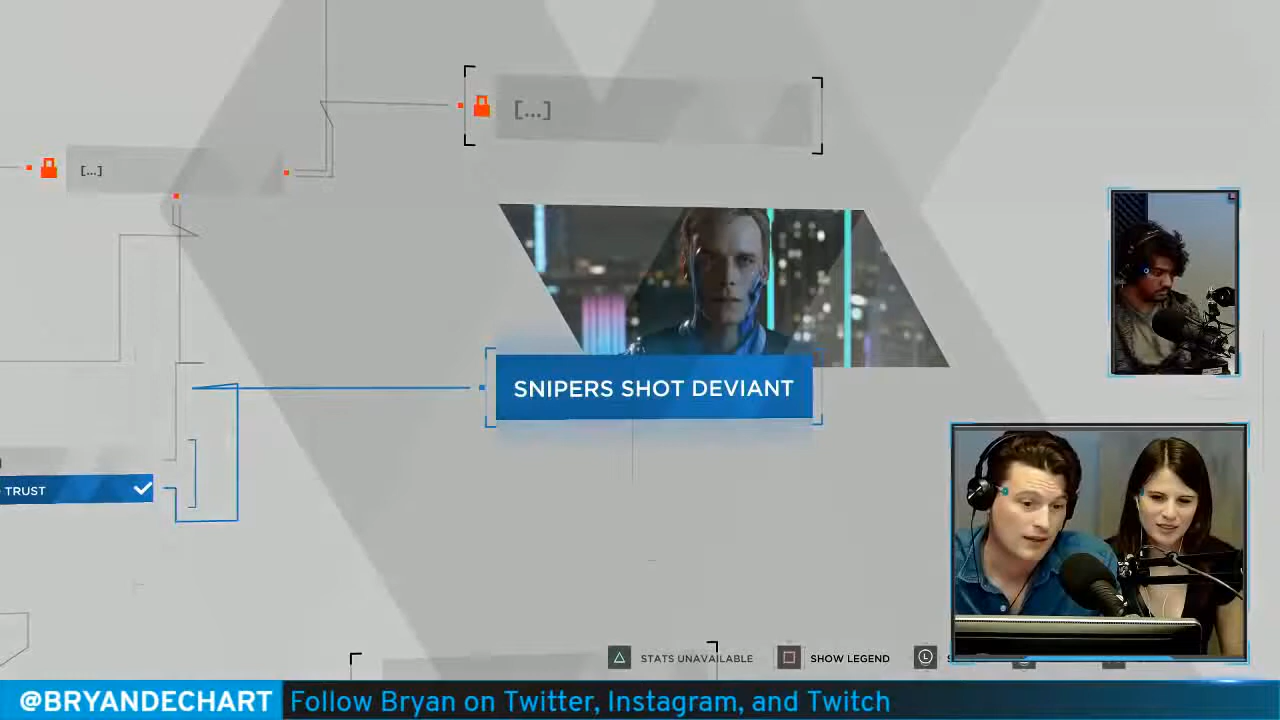 [...]
[...]
SNIPERS SHOT DEVIANT
TRUST
STATS UNAVAILABLE
SHOW LEGEND
L
@BRYANDECHART
Follow Bryan on Twitter, Instagram, and Twitch